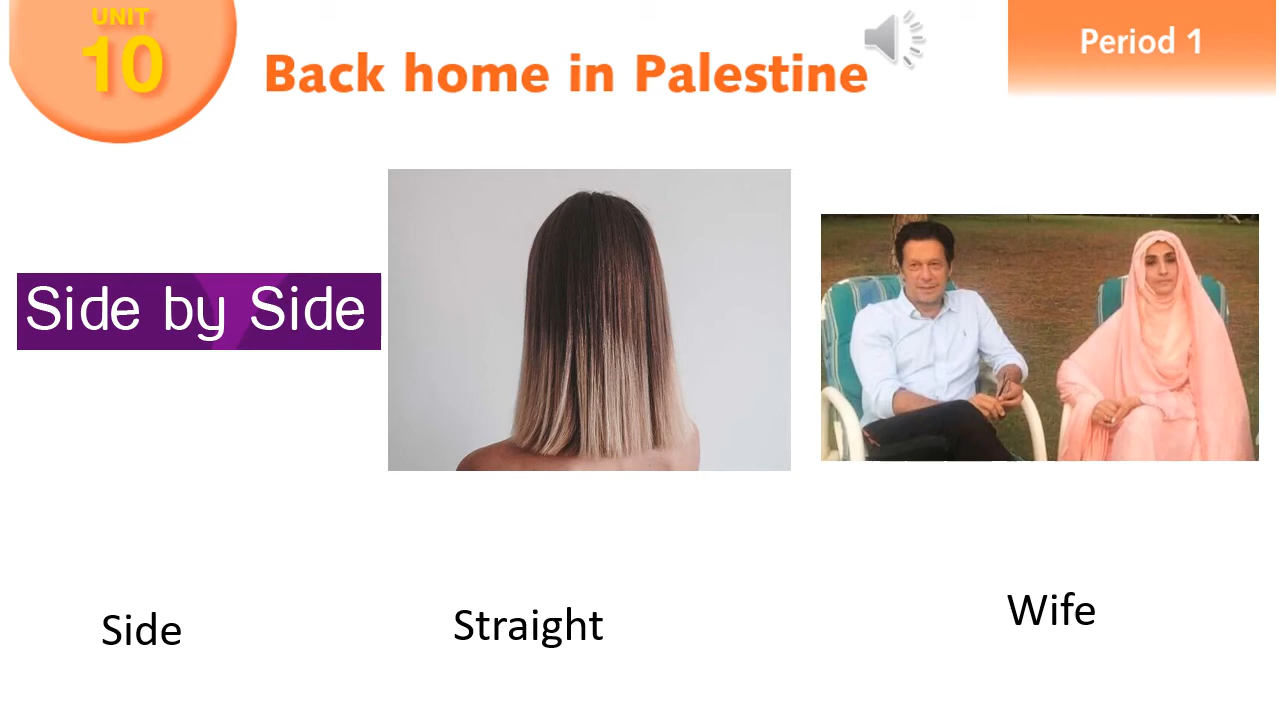 UNIT
10
Back home in Palestine
Period 1
Side by Side
Side
Straight
Wife